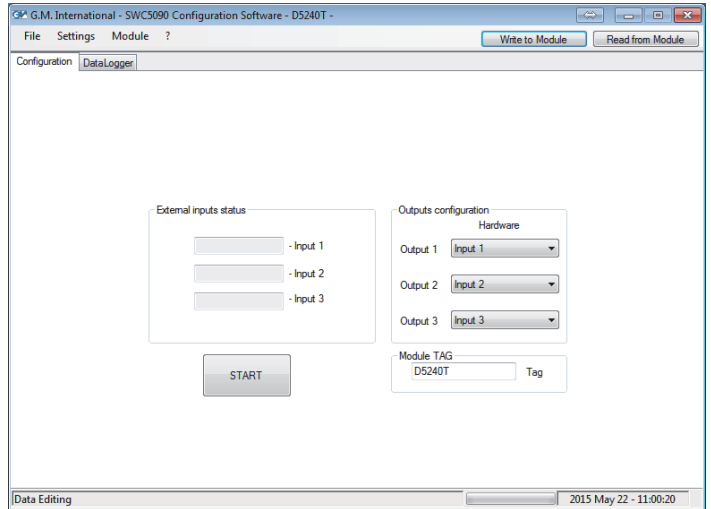 GM G.M. International - SWC5090 Configuration Software - D5240T -
File Settings Module ? Write to Module Read from Module
Configuration DataLogger
External inputs status
- Input 1
- Input 2
- Input 3
START
Outputs configuration
Hardware
Output 1 Input 1
Output 2 Input 2
Output 3 Input 3
Module TAG
D5240T Tag
Data Editing 2015 May 22 - 11:00:20